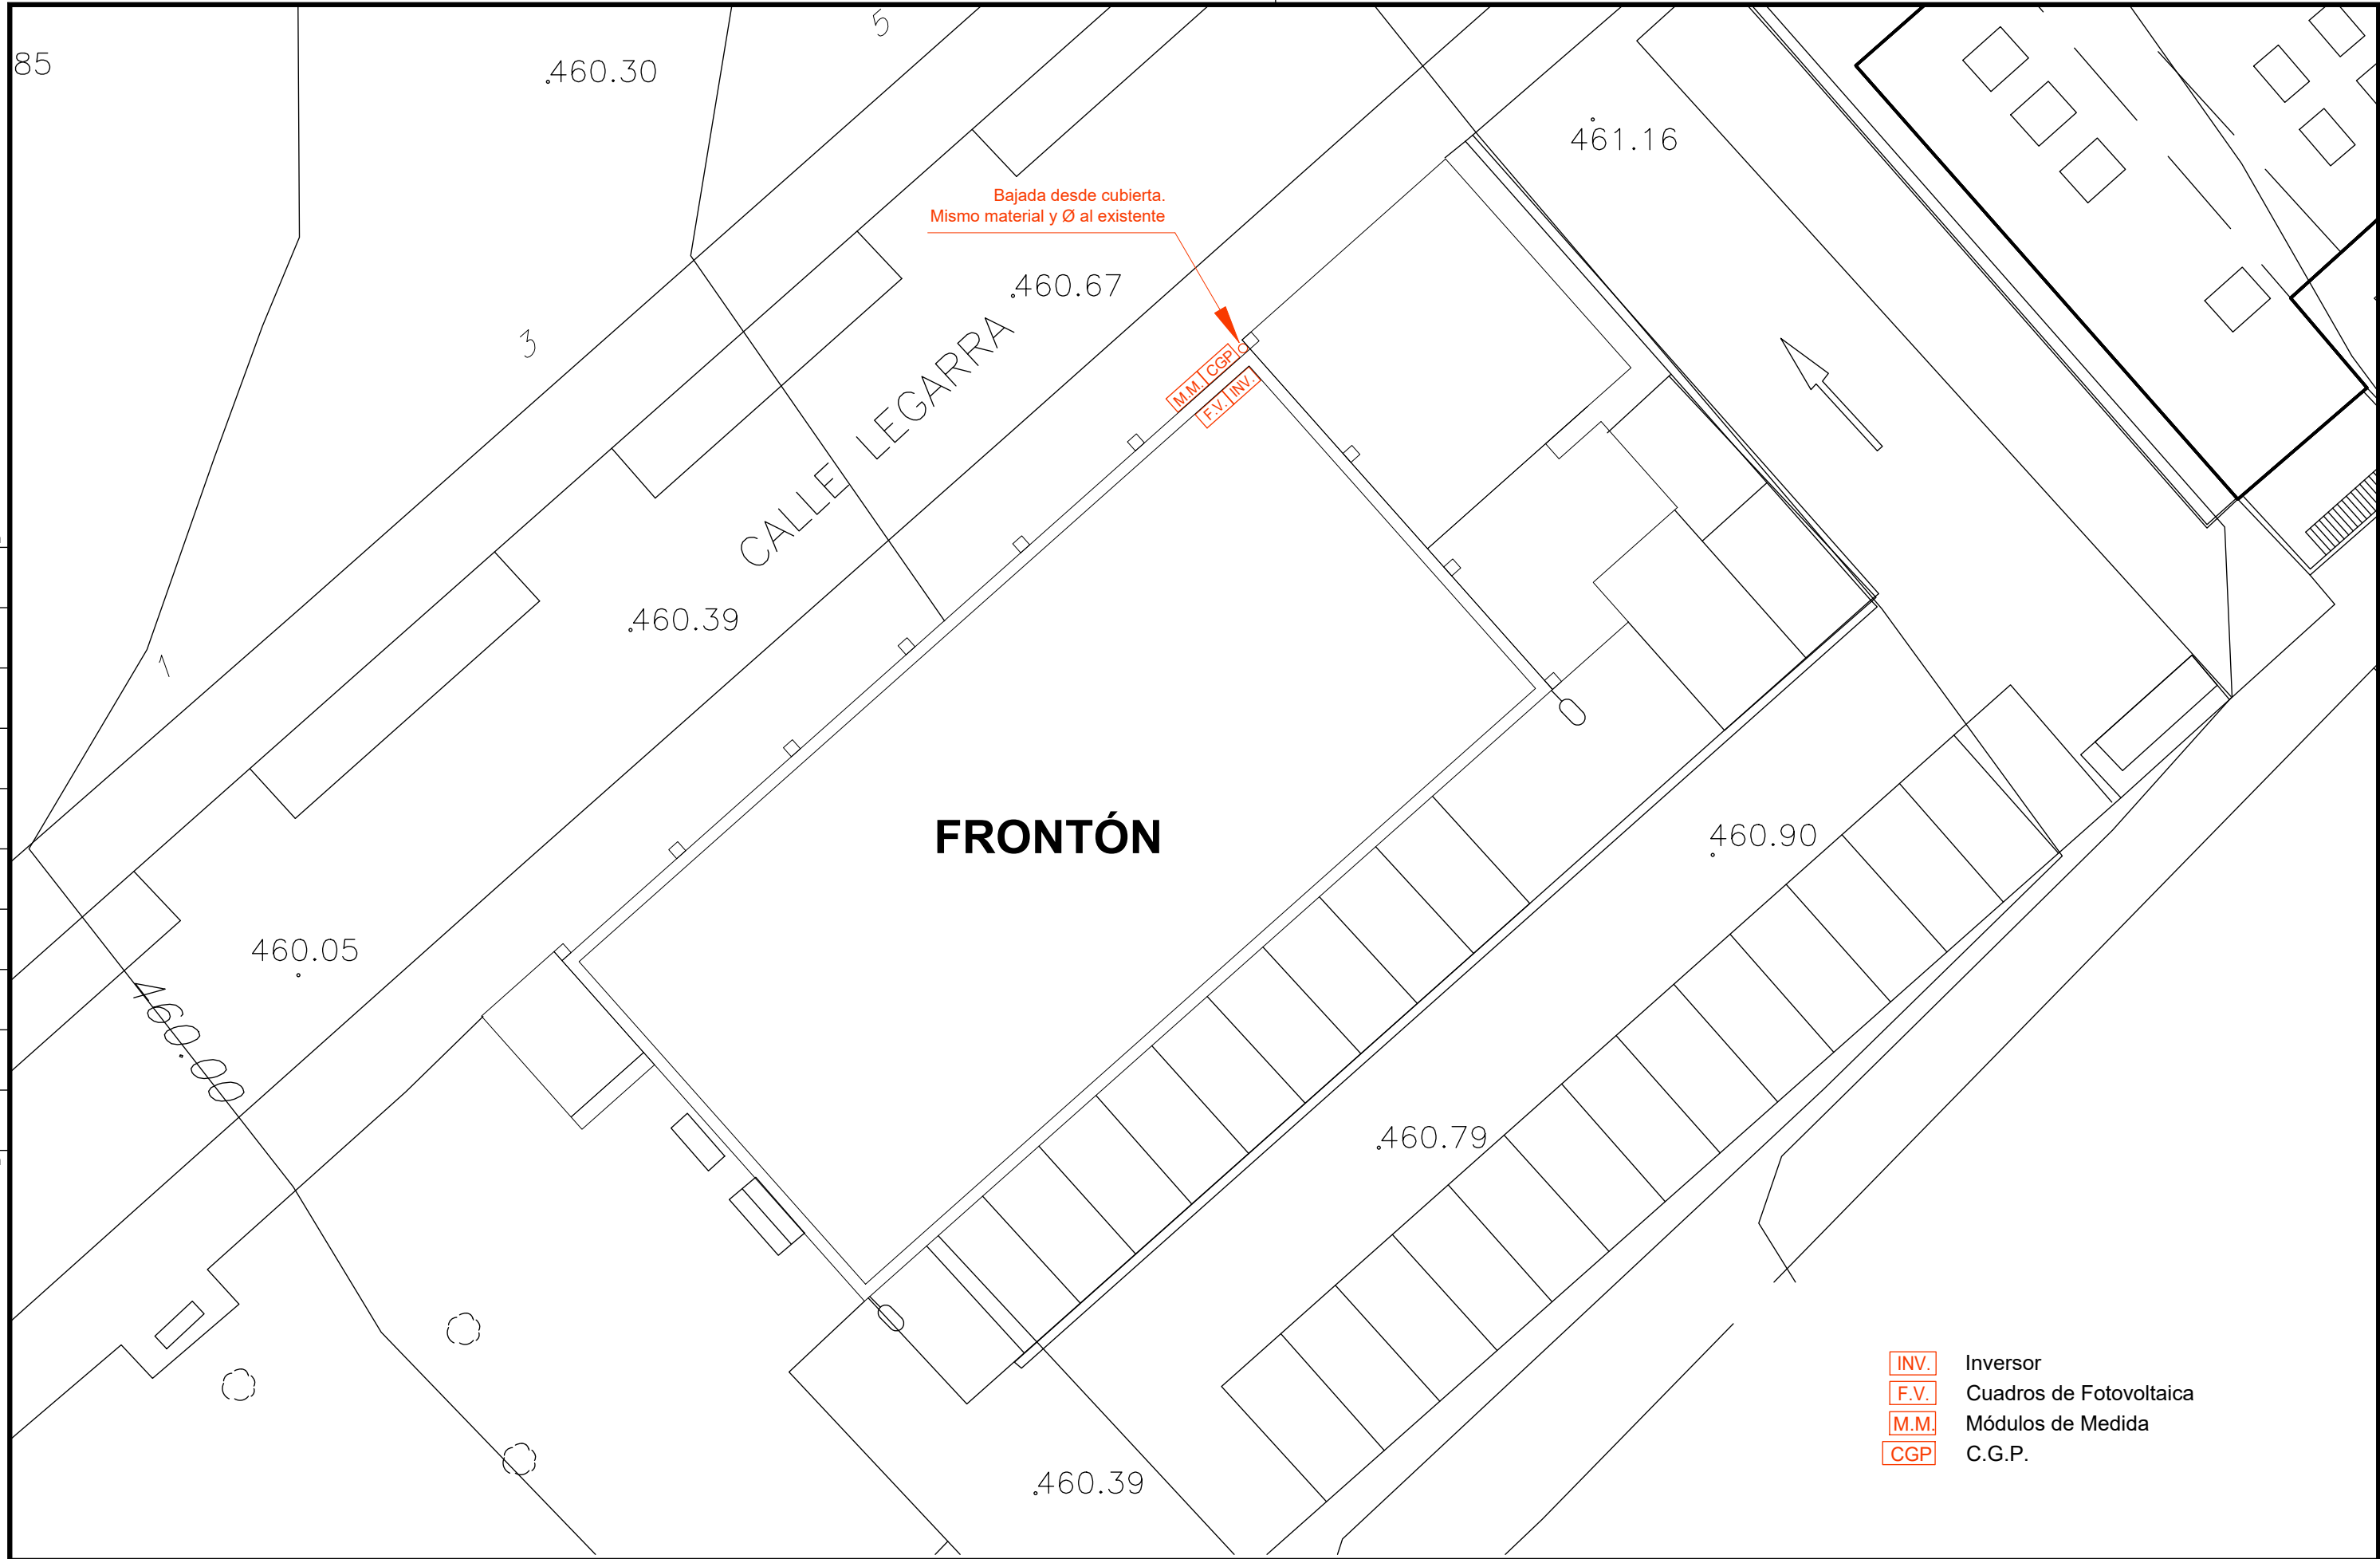 85
.460.30
5
461.16
Bajada desde cubierta.
Mismo material y Ø al existente
.460.67
3
M.M. CGP
F.V. INV.
CALLE LEGARRA
.460.39
1
FRONTÓN
.460.90
460.05
460.00
.460.79
.460.39
INV. Inversor
F.V. Cuadros de Fotovoltaica
M.M. Módulos de Medida
CGP C.G.P.